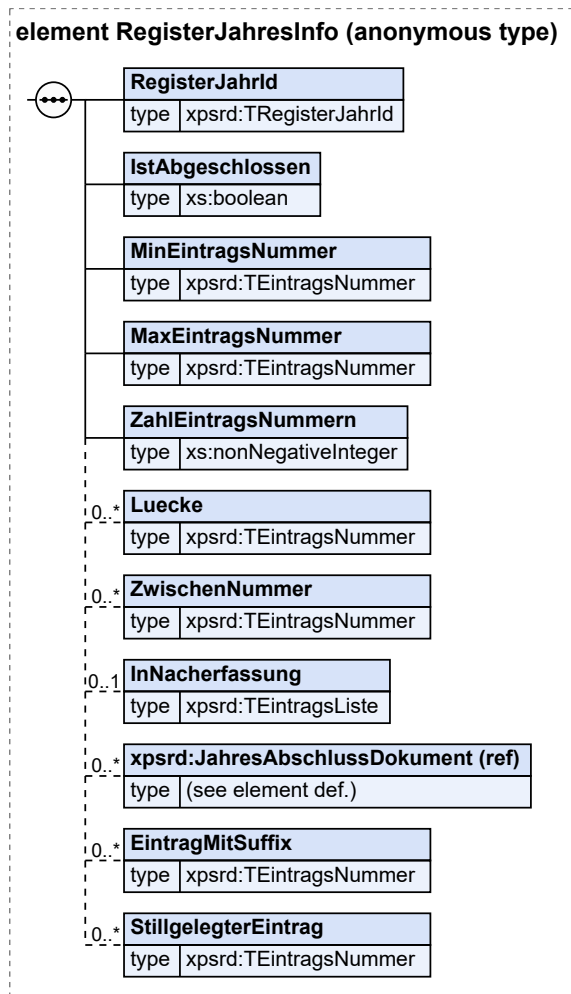 element RegisterJahresInfo (anonymous type)
RegisterJahrId
type xpsrd:TRegisterJahrId
IstAbgeschlossen
type xs:boolean
MinEintragsNummer
type xpsrd:TEintragsNummer
MaxEintragsNummer
type xpsrd:TEintragsNummer
ZahlEintragsNummern
type xs:nonNegativeInteger
0..* Luecke
type xpsrd:TEintragsNummer
0..* ZwischenNummer
type xpsrd:TEintragsNummer
0..1 InNacherfassung
type xpsrd:TEintragsListe
0..* xpsrd:JahresAbschlussDokument (ref)
type (see element def.)
0..* EintragMitSuffix
type xpsrd:TEintragsNummer
0..* StillgelegterEintrag
type xpsrd:TEintragsNummer